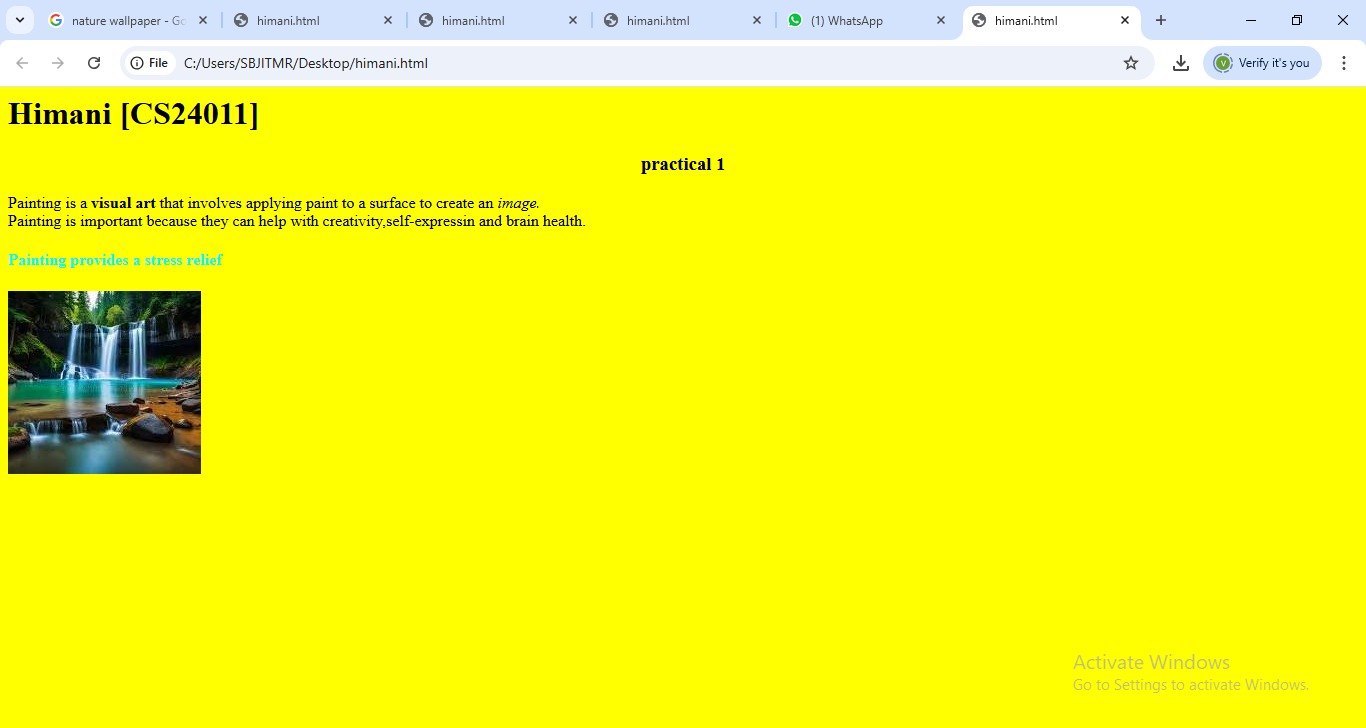 nature wallpaper - Go
himani.html
himani.html
himani.html
(1) WhatsApp
himani.html
File
C:/Users/SBJITMR/Desktop/himani.html
V
Verify it's you
Himani [CS24011]
practical 1
Painting is a visual art that involves applying paint to a surface to create an image.
Painting is important because they can help with creativity,self-expressin and brain health.
Painting provides a stress relief
Activate Windows
Go to Settings to activate Windows.